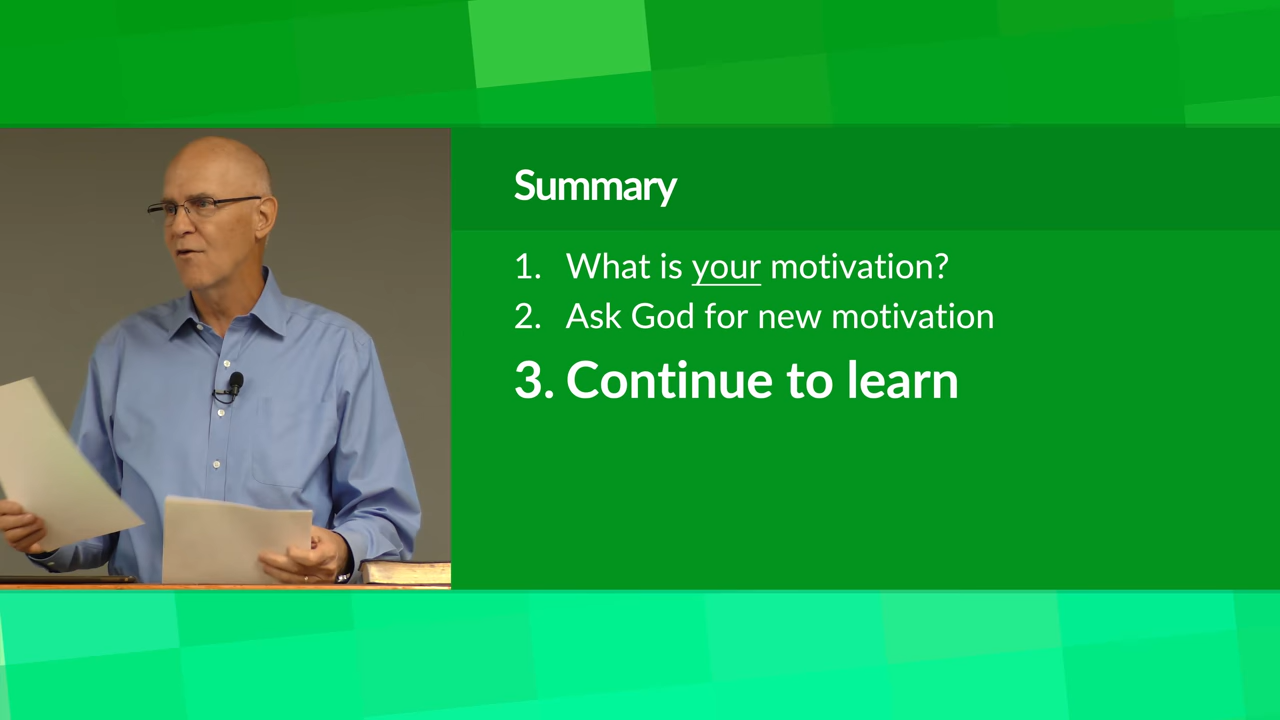 Summary
1. What is your motivation?
2. Ask God for new motivation
3. Continue to learn